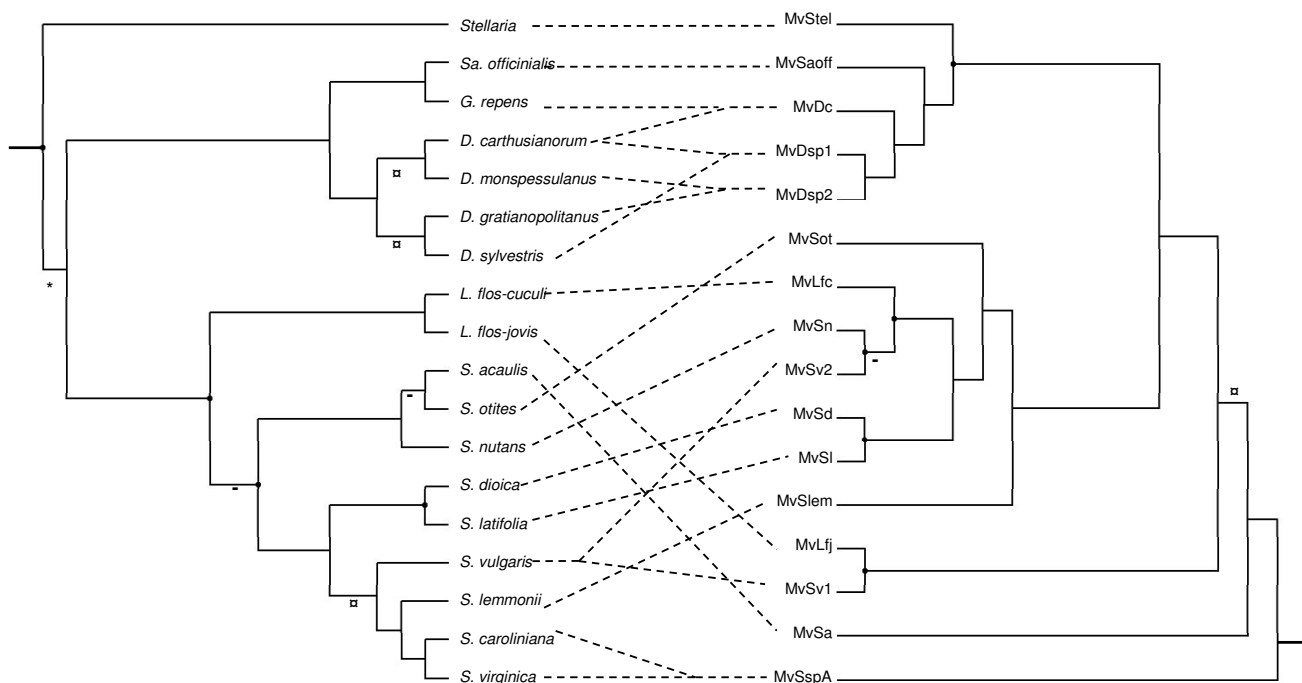 Stellaria
Sa. officinialis
G. repens
D. carthusianorum
¤
D. monspessulanus
D. gratianopolitanus
¤
D. sylvestris
*
L. flos-cuculi
L. flos-jovis
S. acaulis
-
S. otites
S. nutans
-
S. dioica
S. latifolia
S. vulgaris
¤
S. lemmonii
S. caroliniana
S. virginica
MvStel
MvSaoff
MvDc
MvDsp1
MvDsp2
MvSot
MvLfc
MvSn
-
MvSv2
¤
MvSd
MvSl
MvSlem
MvLfj
MvSv1
MvSa
MvSspA